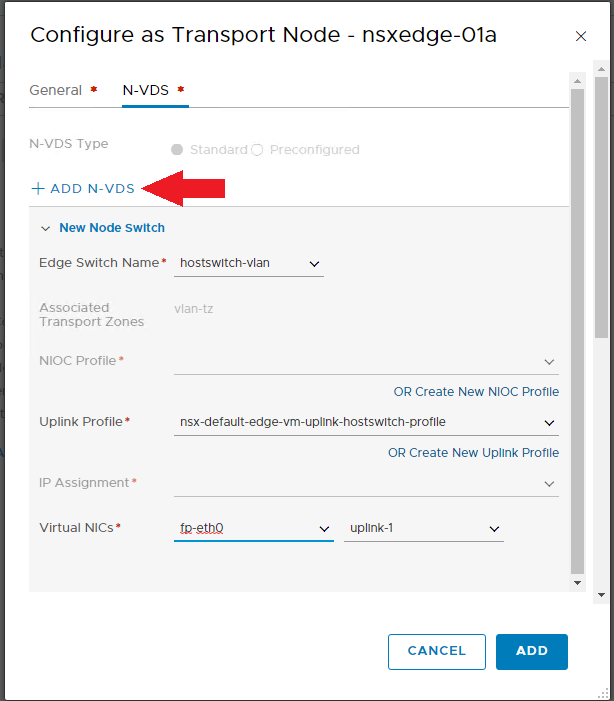 Configure as Transport Node - nsxedge-01a
General * N-VDS *
N-VDS Type Standard Preconfigured
+ ADD N-VDS
New Node Switch
Edge Switch Name* hostswitch-vlan
Associated
Transport Zones vlan-tz
NIOC Profile*
OR Create New NIOC Profile
Uplink Profile* nsx-default-edge-vm-uplink-hostswitch-profile
OR Create New Uplink Profile
IP Assignment*
Virtual NICs* fp-eth0 uplink-1
CANCEL ADD